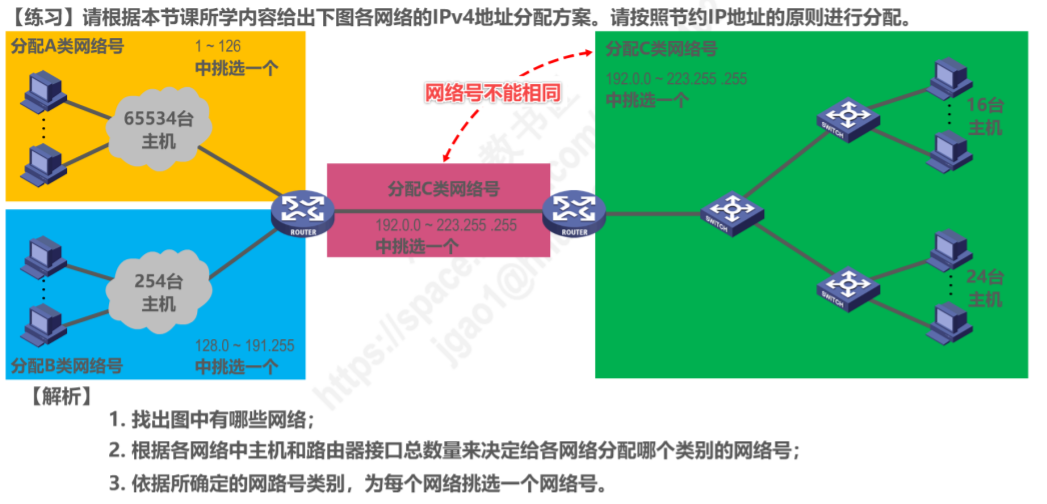 【练习】请根据本节课所学内容给出下图各网络的IPv4地址分配方案。请按照节约IP地址的原则进行分配。
分配A类网络号
1 ~ 126
中挑选一个
65534台
主机
254台
主机
分配B类网络号
128.0 ~ 191.255
中挑选一个
ROUTER
网络号不能相同
分配C类网络号
192.0.0 ~ 223.255 .255
中挑选一个
ROUTER
分配C类网络号
192.0.0 ~ 223.255 .255
中挑选一个
SWITCH
SWITCH
SWITCH
16台
主机
24台
主机
【解析】
1. 找出图中有哪些网络；
2. 根据各网络中主机和路由器接口总数量来决定给各网络分配哪个类别的网络号；
3. 依据所确定的网路号类别，为每个网络挑选一个网络号。